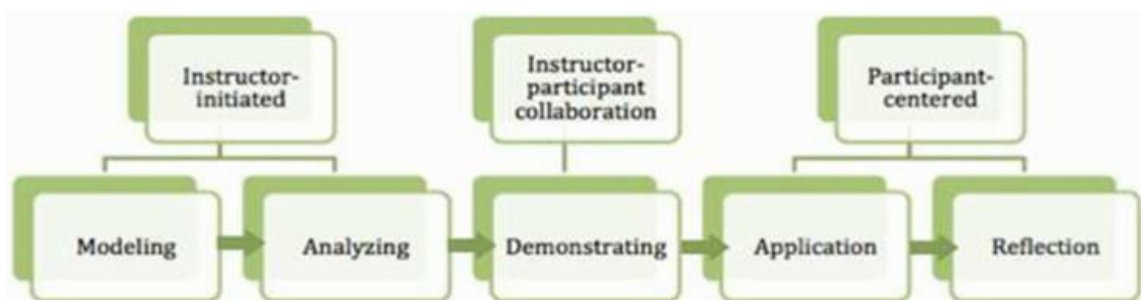 Instructor-
initiated
Instructor-
participant
collaboration
Participant-
centered
Modeling
Analyzing
Demonstrating
Application
Reflection